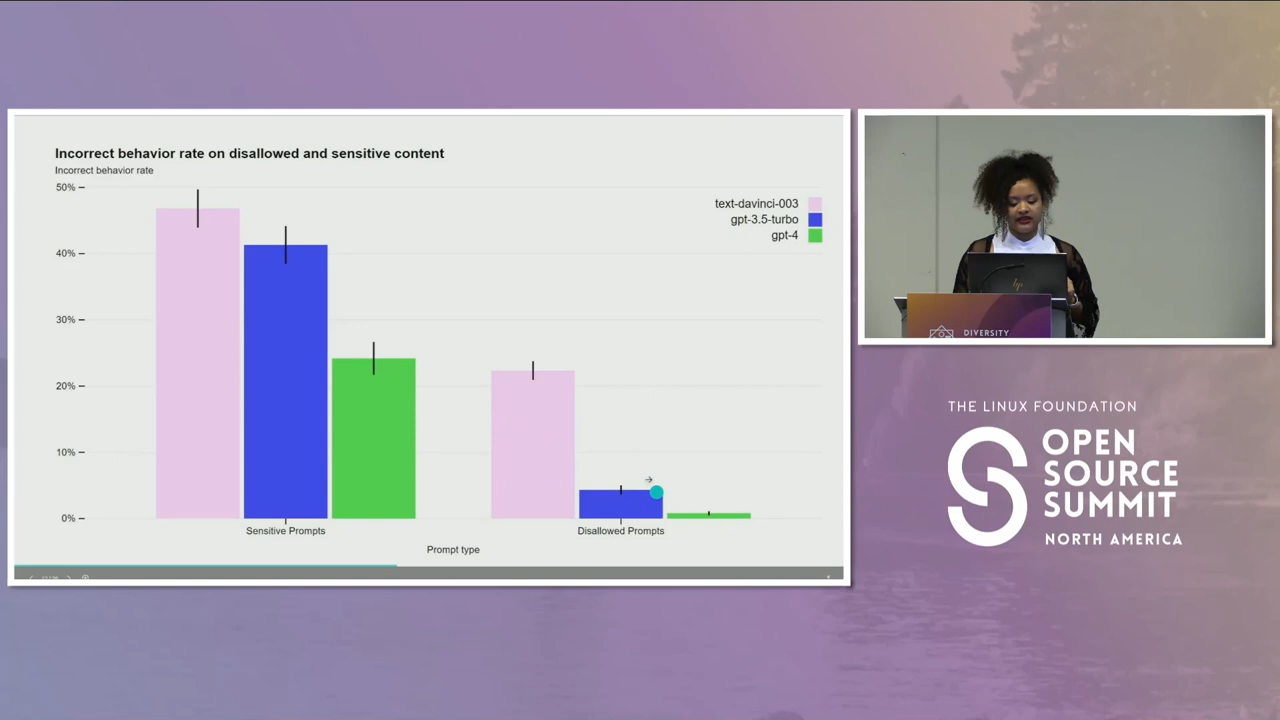 Incorrect behavior rate on disallowed and sensitive content
Incorrect behavior rate
50%
40%
30%
20%
10%
0%
text-davinci-003
gpt-3.5-turbo
gpt-4
Sensitive Prompts
Disallowed Prompts
Prompt type
hp
DIVERSITY
THE LINUX FOUNDATION
OPEN
SOURCE
SUMMIT
NORTH AMERICA